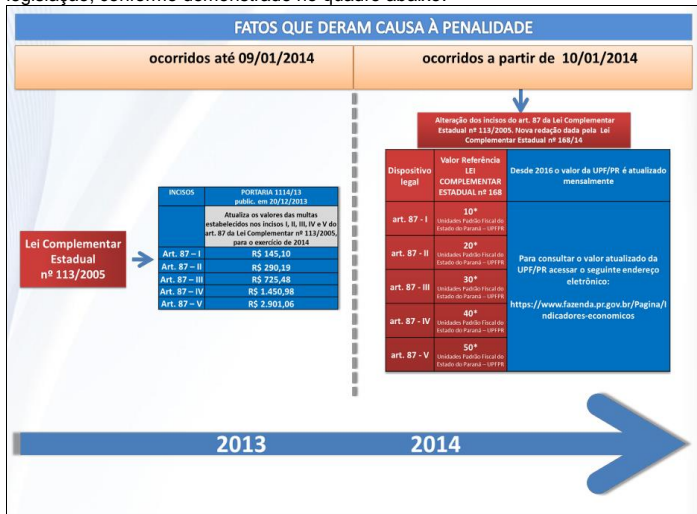 legislação, conforme demonstrado no quadro abaixo:
FATOS QUE DERAM CAUSA À PENALIDADE
ocorridos até 09/01/2014
ocorridos a partir de 10/01/2014
Lei Complementar
Estadual
nº 113/2005
INCISOS
PORTARIA 1114/13
public. em 20/12/2013
Atualiza os valores das multas
estabelecidos nos incisos I, II, III, IV e V do
art. 87 da Lei Complementar nº 113/2005,
para o exercício de 2014
Art. 87 – I R$ 145,10
Art. 87 – II R$ 290,19
Art. 87 – III R$ 725,48
Art. 87 – IV R$ 1.450,98
Art. 87 – V R$ 2.901,06
Alteração dos incisos do art. 87 da Lei Complementar
Estadual nº 113/2005. Nova redação dada pela Lei
Complementar Estadual nº 168/14
Dispositivo
legal
Valor Referência
LEI
COMPLEMENTAR
ESTADUAL nº 168
Desde 2016 o valor da UPF/PR é atualizado
mensalmente
art. 87 - I
10*
Unidades Padrão Fiscal do
Estado do Paraná – UPFPR
art. 87 - II
20*
Unidades Padrão Fiscal do
Estado do Paraná – UPFPR
art. 87 - III
30*
Unidades Padrão Fiscal do
Estado do Paraná – UPFPR
art. 87 - IV
40*
Unidades Padrão Fiscal do
Estado do Paraná – UPFPR
art. 87 - V
50*
Unidades Padrão Fiscal do
Estado do Paraná – UPFPR
Para consultar o valor atualizado da
UPF/PR acessar o seguinte endereço
eletrônico:
https://www.fazenda.pr.gov.br/Pagina/I
ndicadores-economicos
2013
2014